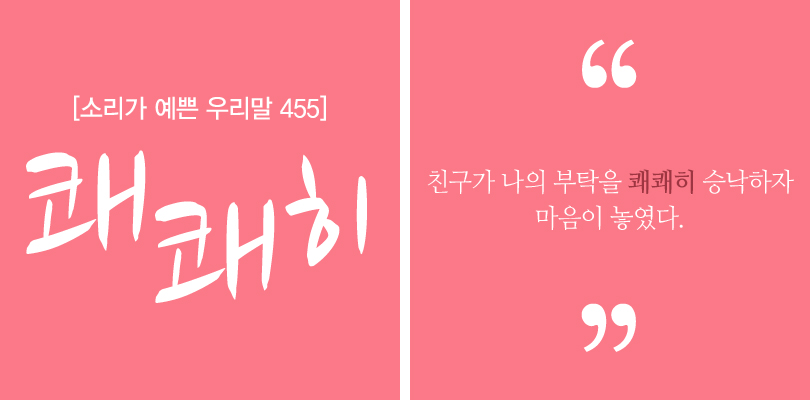 [소리가 예쁜 우리말 455]
쾌쾌히
“
친구가 나의 부탁을 쾌쾌히 승낙하자
마음이 놓였다.
”